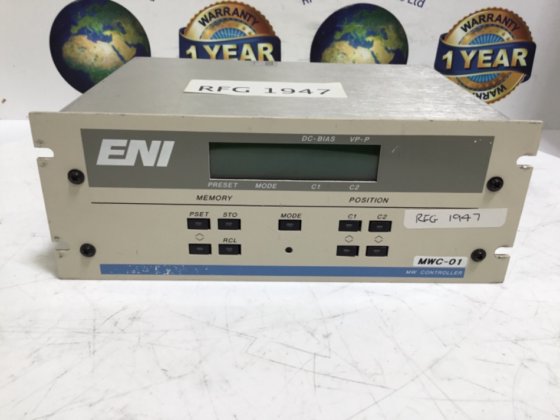 Ltd
WARRANTY
1 YEAR
WARRANTY
1 YEAR
RFG 1947
ENI
DC-BIAS VP-P
PRESET MODE C1 C2
MEMORY POSITION
PSET STO MODE C1 C2
RFG 1947
RCL
MWC-01
MW CONTROLLER